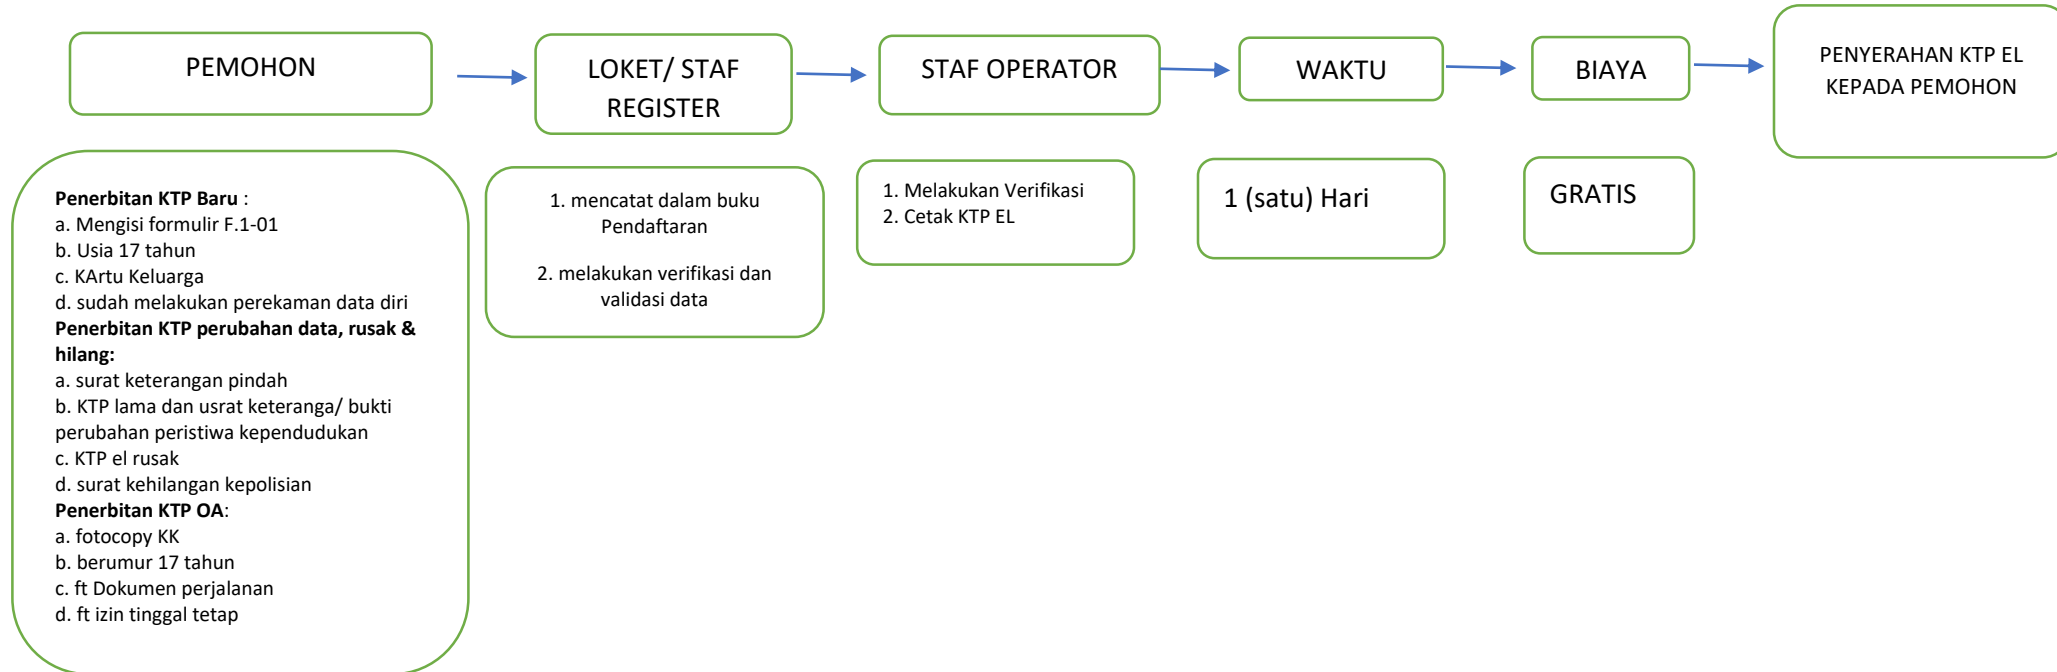 PEMOHON
LOKET/ STAF
REGISTER
STAF OPERATOR
WAKTU
BIAYA
PENYERAHAN KTP EL
KEPADA PEMOHON
Penerbitan KTP Baru :
a. Mengisi formulir F.1-01
b. Usia 17 tahun
c. KArtu Keluarga
d. sudah melakukan perekaman data diri
Penerbitan KTP perubahan data, rusak &
hilang:
a. surat keterangan pindah
b. KTP lama dan usrat keteranga/ bukti
perubahan peristiwa kependudukan
c. KTP el rusak
d. surat kehilangan kepolisian
Penerbitan KTP OA:
a. fotocopy KK
b. berumur 17 tahun
c. ft Dokumen perjalanan
d. ft izin tinggal tetap
1. mencatat dalam buku
Pendaftaran
2. melakukan verifikasi dan
validasi data
1. Melakukan Verifikasi
2. Cetak KTP EL
1 (satu) Hari
GRATIS